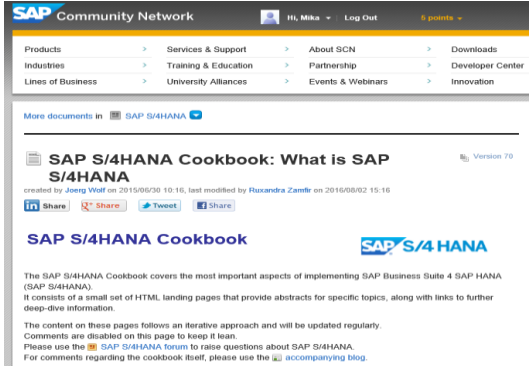 SAP Community Network
Hi, Mika Log Out 5 points
Products > Services & Support > About SCN > Downloads
Industries > Training & Education > Partnership > Developer Center
Lines of Business > University Alliances > Events & Webinars > Innovation
More documents in SAP S/4HANA
SAP S/4HANA Cookbook: What is SAP
S/4HANA
Version 70
created by Joerg Wolf on 2015/06/30 10:16, last modified by Ruxandra Zamfir on 2016/08/02 15:16
in Share g+ Share Tweet f Share
SAP S/4HANA Cookbook
SAP S/4 HANA
The SAP S/4HANA Cookbook covers the most important aspects of implementing SAP Business Suite 4 SAP HANA
(SAP S/4HANA).
It consists of a small set of HTML landing pages that provide abstracts for specific topics, along with links to further
deep-dive information.
The content on these pages follows an iterative approach and will be updated regularly.
Comments are disabled on this page to keep it lean.
Please use the SAP S/4HANA forum to raise questions about SAP S/4HANA.
For comments regarding the cookbook itself, please use the accompanying blog.